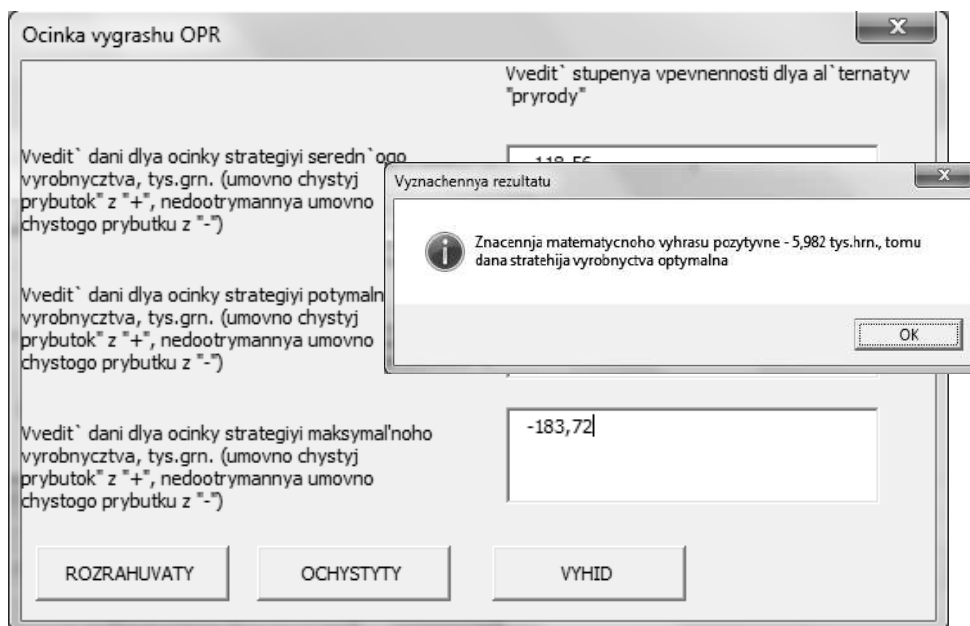 Ocinka vygrashu OPR
Vvedit` stupenya vpevnennosti dlya al`ternatyv
"pryrody"
Vvedit` dani dlya ocinky strategiyi seredn`ogo
vyrobnycztva, tys.grn. (umovno chystyj
prybutok" z "+", nedootrymannya umovno
chystogo prybutku z "-")
Vyznachennya rezultatu
Znacennja matematycnoho vyhrasu pozytyvne - 5,982 tys.hrn., tomu
dana stratehija vyrobnyctva optymalna
OK
Vvedit` dani dlya ocinky strategiyi potymaln
vyrobnycztva, tys.grn. (umovno chystyj
prybutok" z "+", nedootrymannya umovno
chystogo prybutku z "-")
Vvedit` dani dlya ocinky strategiyi maksymal'noho
vyrobnycztva, tys.grn. (umovno chystyj
prybutok" z "+", nedootrymannya umovno
chystogo prybutku z "-")
-183,72
ROZRAHUVATY
OCHYSTYTY
VYHID